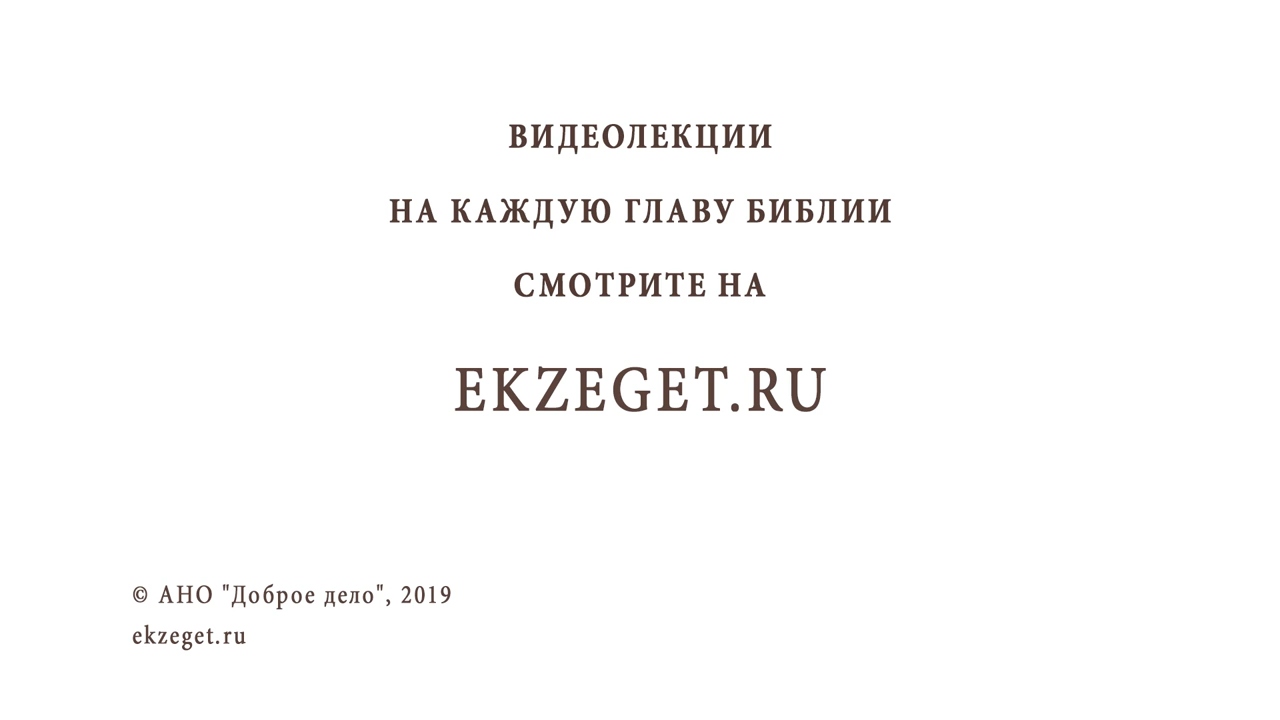 ВИДЕОЛЕКЦИИ
НА КАЖДУЮ ГЛАВУ БИБЛИИ
СМОТРИТЕ НА
EKZEGET.RU
© АНО "Доброе дело", 2019
ekzeget.ru